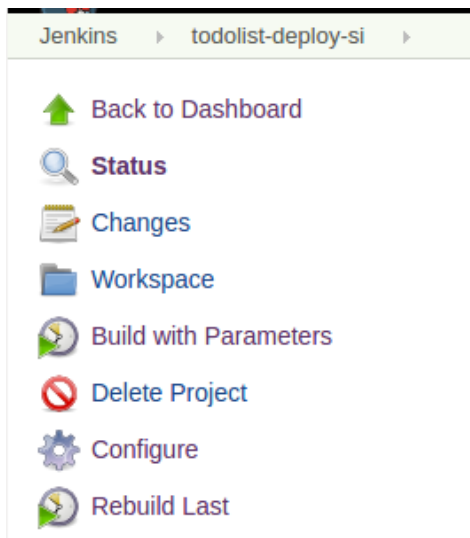 Jenkins todolist-deploy-si
Back to Dashboard
Status
Changes
Workspace
Build with Parameters
Delete Project
Configure
Rebuild Last